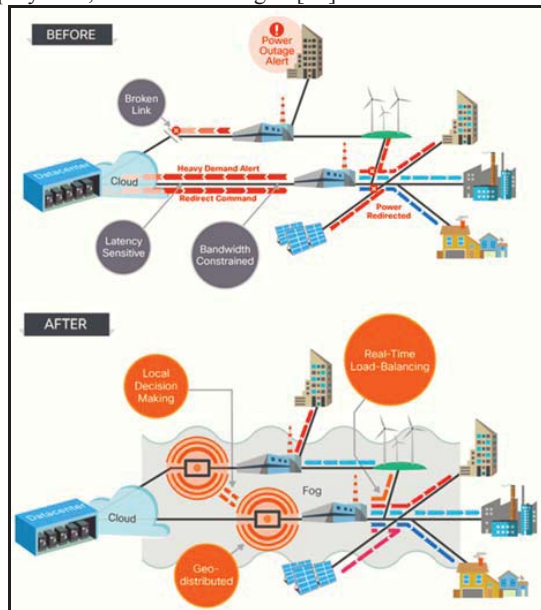 BEFORE
Power
Outage
Alert
Broken
Link
Datacenter
Cloud
Heavy Demand Alert
Redirect Command
Power
Redirected
Latency
Sensitive
Bandwidth
Constrained
AFTER
Local
Decision
Making
Real-Time
Load-Balancing
Fog
Datacenter
Cloud
Geo-
distributed